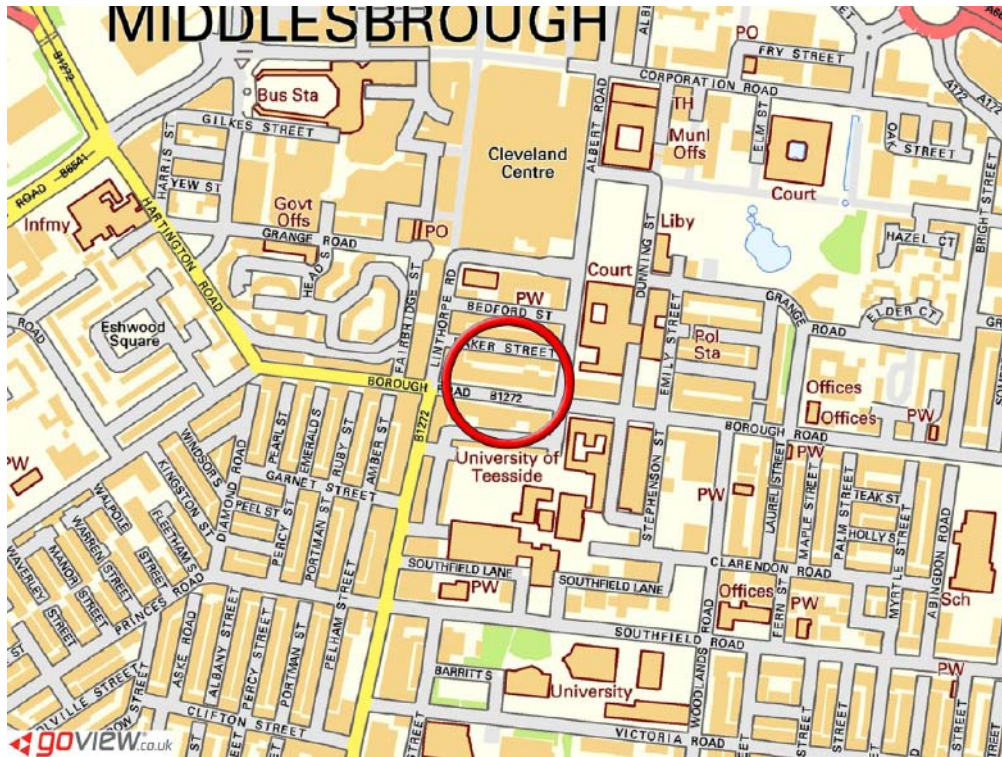 MIDDLESBROUGH
B1272
PO
FRY STREET
CORPORATION ROAD
A172
A172
Bus Sta
GILKES STREET
ALBERT ROAD
TH
Munl
Offs
ELM ST
OAK STREET
HARRIS ST
YEW ST
Cleveland
Centre
Court
ROAD B6541
Infmy
HARTINGTON ROAD
Govt
Offs
GRANGE ROAD
PO
Liby
DUNNING ST
BRIGHT STREET
HAZEL CT
HEAD S
FAIRBRIDGE ST
LINTHORPE RD
PW
BEDFORD ST
Court
GRANGE ROAD
ELDER CT
Eshwood
Square
ROAD
AKER STREET
EMILY STREET
Pol
Sta
BOROUGH
ROAD B1272
Offices
Offices
PW
BOROUGH ROAD
B1272
PEARL ST
EMERALD S
RUBY ST
AMBER ST
WINDSOR S
KINGSTON ST
DIAMOND ROAD
GARNET STREET
University of
Teesside
STEPHENSON ST
PW
PW
LAUREL STREET
MAPLE STREET
PALM STREET
TEAK ST
HOLLY S
MYRTLE STREET
ABINGDON ROAD
PW
WALPOLE STREET
FLEETHAM S
PEEL ST
PERCY ST
PORTMAN ST
WARREN STREET
MANOR STREET
WAVERLEY STREET
PRINCES ROAD
SOUTHFIELD LANE
PW
SOUTHFIELD LANE
CLARENDON ROAD
Offices
FERN ST
PW
Sch
SOUTHFIELD ROAD
ASKE ROAD
ALBANY STREET
PERCY STREET
PORTMAN ST
PELHAM STREET
BARRITT S
University
WOODLANDS ROAD
PW
CLIFTON STREET
VICTORIA ROAD
goview.co.uk